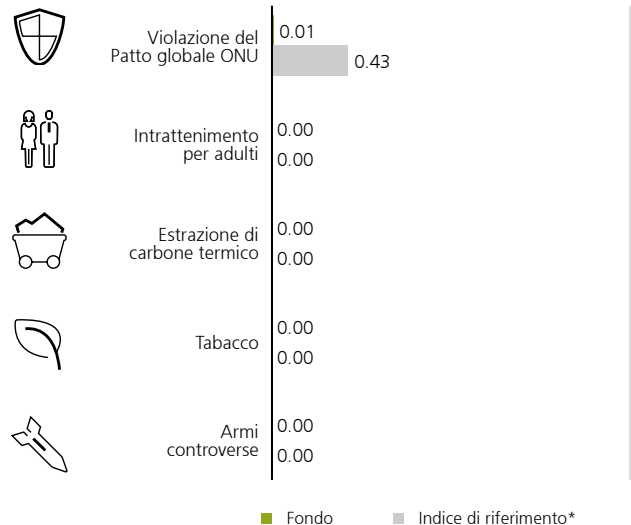 Violazione del
Patto globale ONU
0.01
0.43
Intrattenimento
per adulti
0.00
0.00
Estrazione di
carbone termico
0.00
0.00
Tabacco
0.00
0.00
Armi
controverse
0.00
0.00
Fondo
Indice di riferimento*